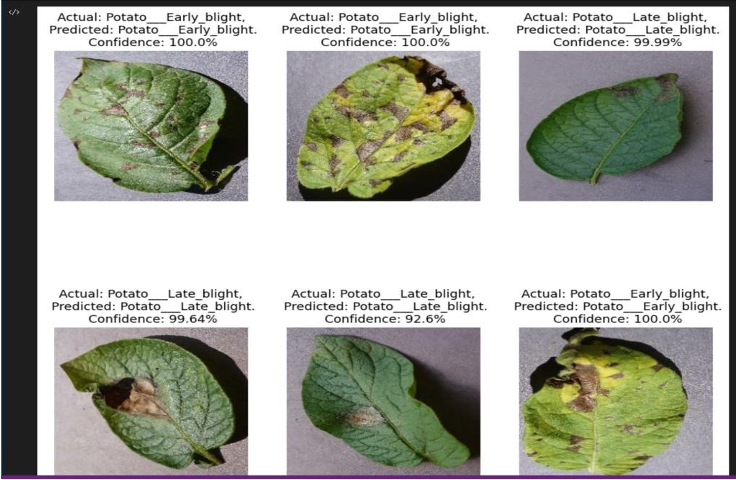 Actual: Potato___Early_blight,
Predicted: Potato___Early_blight.
Confidence: 100.0%
Actual: Potato___Early_blight,
Predicted: Potato___Early_blight.
Confidence: 100.0%
Actual: Potato___Late_blight,
Predicted: Potato___Late_blight.
Confidence: 99.99%
Actual: Potato___Late_blight,
Predicted: Potato___Late_blight.
Confidence: 99.64%
Actual: Potato___Late_blight,
Predicted: Potato___Late_blight.
Confidence: 92.6%
Actual: Potato___Early_blight,
Predicted: Potato___Early_blight.
Confidence: 100.0%